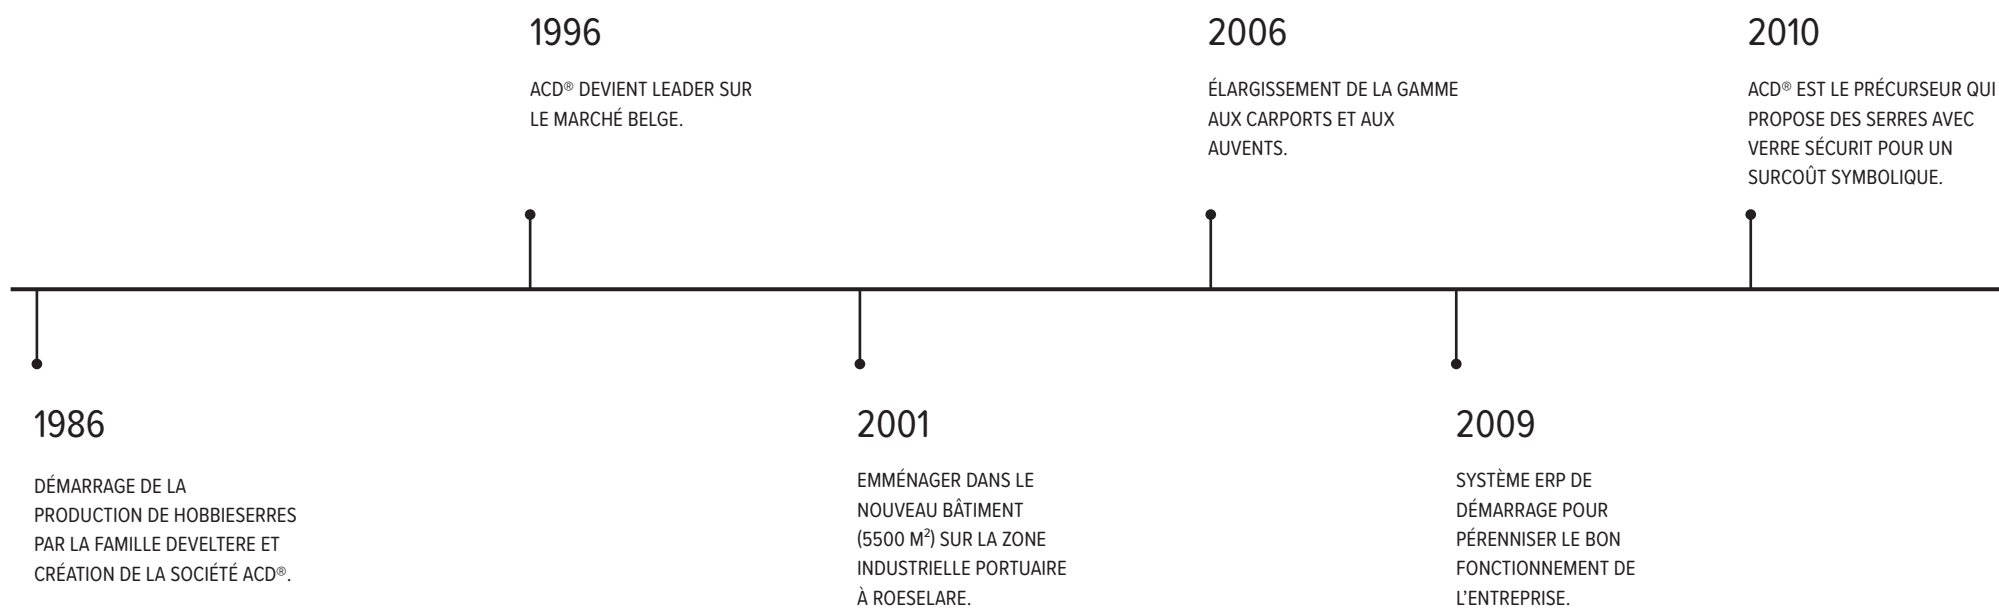 1996
ACD® DEVIENT LEADER SUR
LE MARCHÉ BELGE.
2006
ÉLARGISSEMENT DE LA GAMME
AUX CARPORTS ET AUX
AUVENTS.
2010
ACD® EST LE PRÉCURSEUR QUI
PROPOSE DES SERRES AVEC
VERRE SÉCURIT POUR UN
SURCOÛT SYMBOLIQUE.
1986
DÉMARRAGE DE LA
PRODUCTION DE HOBBIESERRES
PAR LA FAMILLE DEVELTERE ET
CRÉATION DE LA SOCIÉTÉ ACD®.
2001
EMMÉNAGER DANS LE
NOUVEAU BÂTIMENT
(5500 M²) SUR LA ZONE
INDUSTRIELLE PORTUAIRE
À ROESELARE.
2009
SYSTÈME ERP DE
DÉMARRAGE POUR
PÉRENNISER LE BON
FONCTIONNEMENT DE
L’ENTREPRISE.